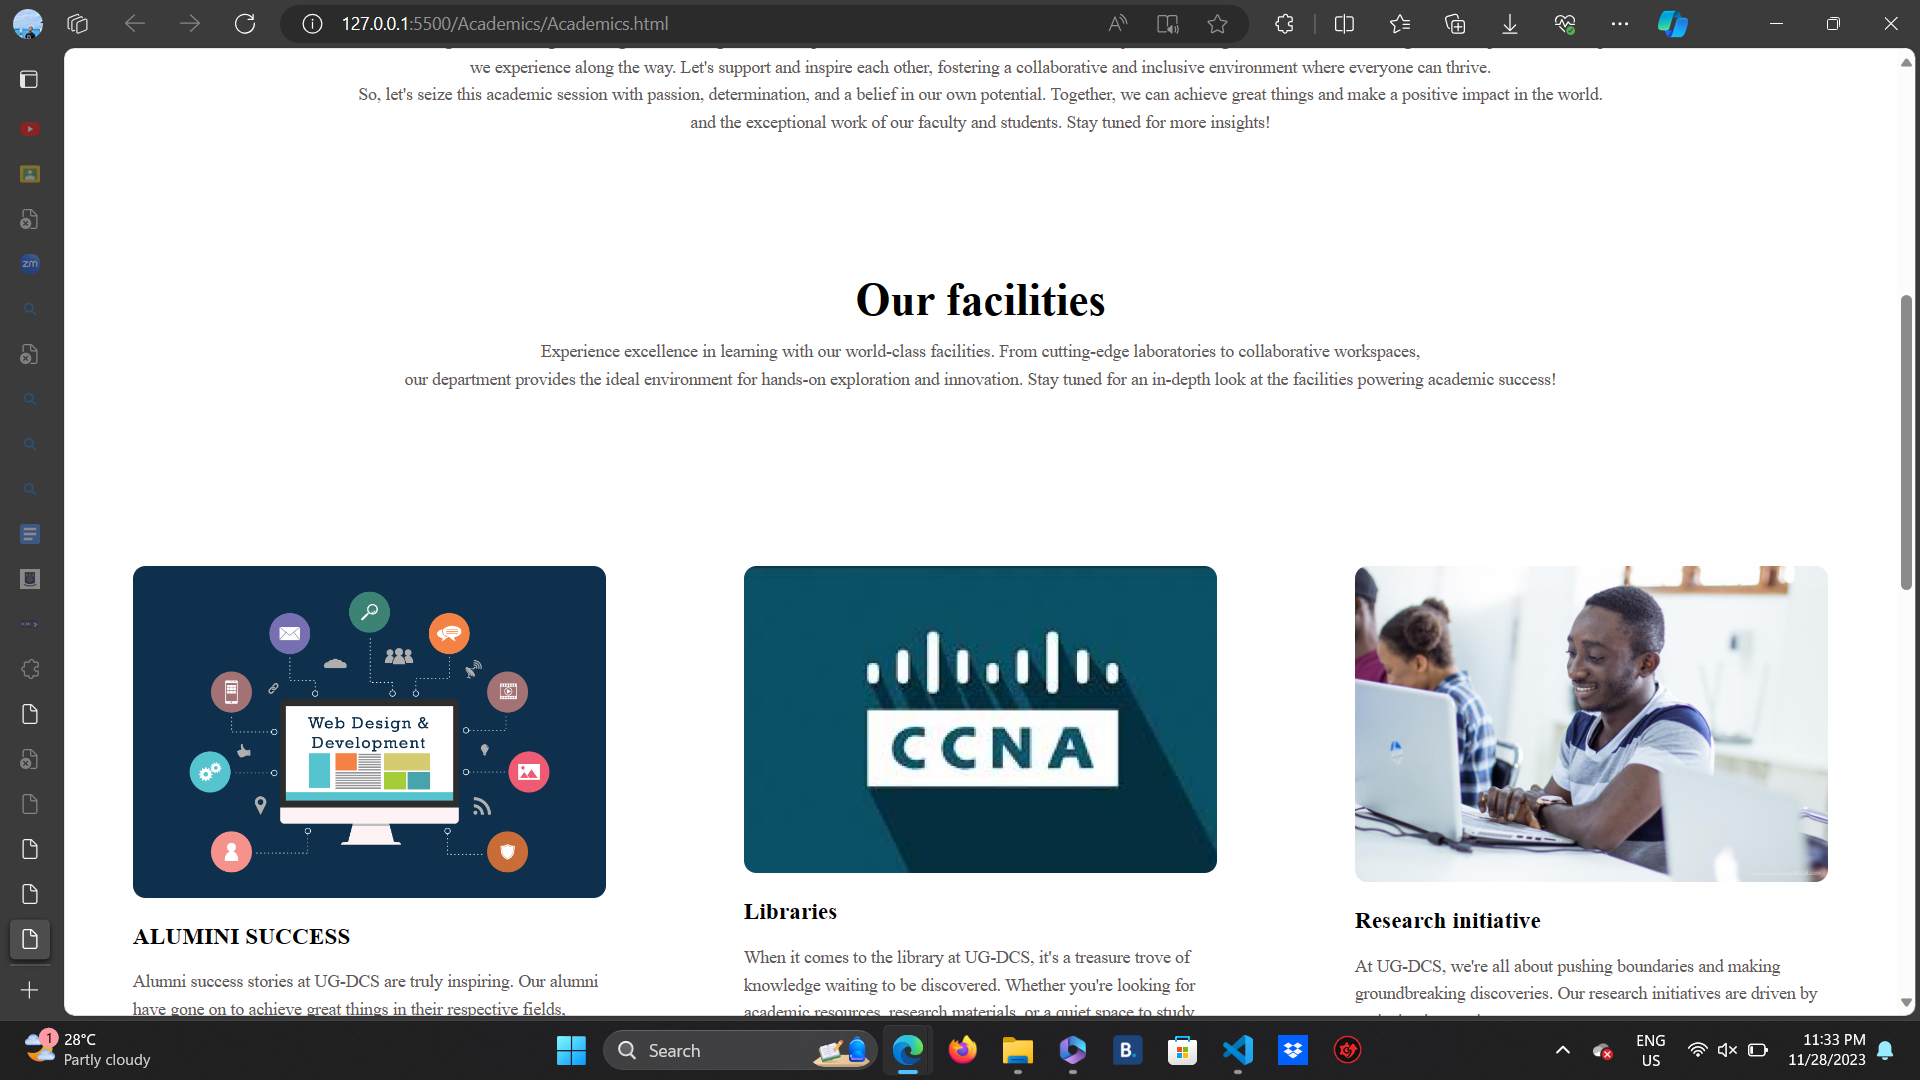 127.0.0.1:5500/Academics/Academics.html
we experience along the way. Let's support and inspire each other, fostering a collaborative and inclusive environment where everyone can thrive.
So, let's seize this academic session with passion, determination, and a belief in our own potential. Together, we can achieve great things and make a positive impact in the world.
and the exceptional work of our faculty and students. Stay tuned for more insights!
zm
Our facilities
Experience excellence in learning with our world-class facilities. From cutting-edge laboratories to collaborative workspaces,
our department provides the ideal environment for hands-on exploration and innovation. Stay tuned for an in-depth look at the facilities powering academic success!
Web Design &
Development
CCNA
ALUMINI SUCCESS
Alumni success stories at UG-DCS are truly inspiring. Our alumni
have gone on to achieve great things in their respective fields,
Libraries
When it comes to the library at UG-DCS, it's a treasure trove of
knowledge waiting to be discovered. Whether you're looking for
academic resources, research materials, or a quiet space to study
Research initiative
At UG-DCS, we're all about pushing boundaries and making
groundbreaking discoveries. Our research initiatives are driven by
1
28°C
Partly cloudy
Search
B.
ENG
US
11:33 PM
11/28/2023